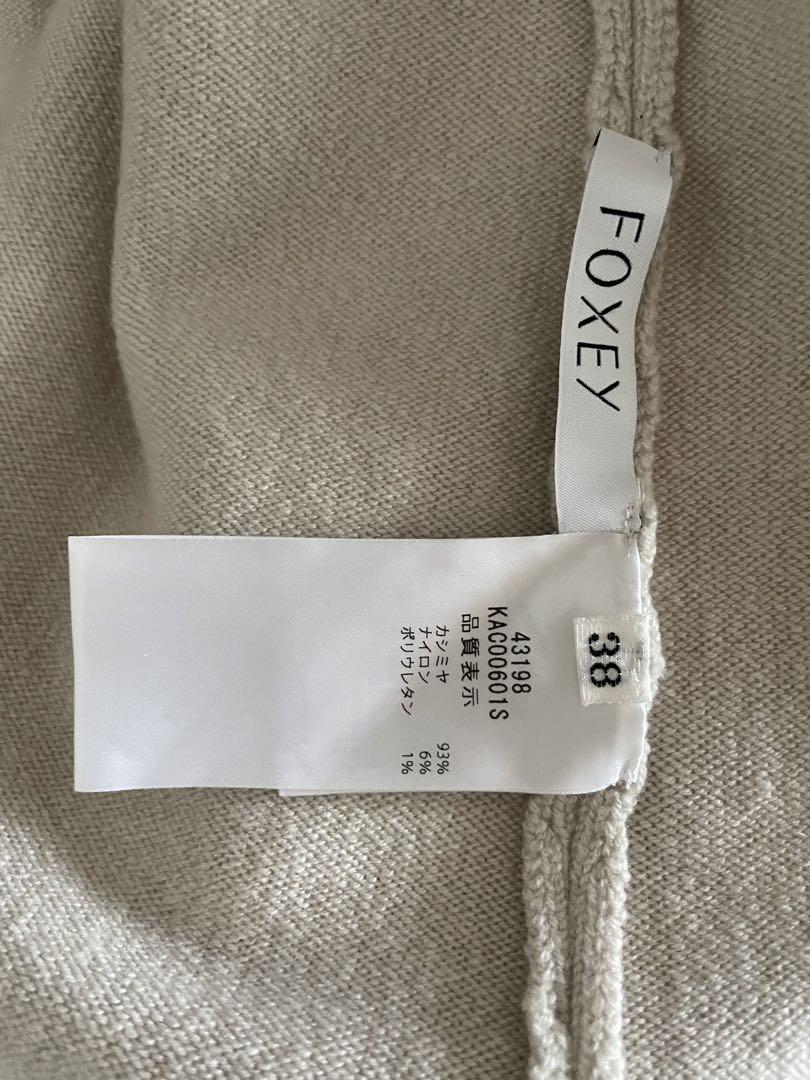 FOXEY
38
43198
KAC00601S
品質表示
カシミヤ 93%
ナイロン 6%
ポリウレタン 1%